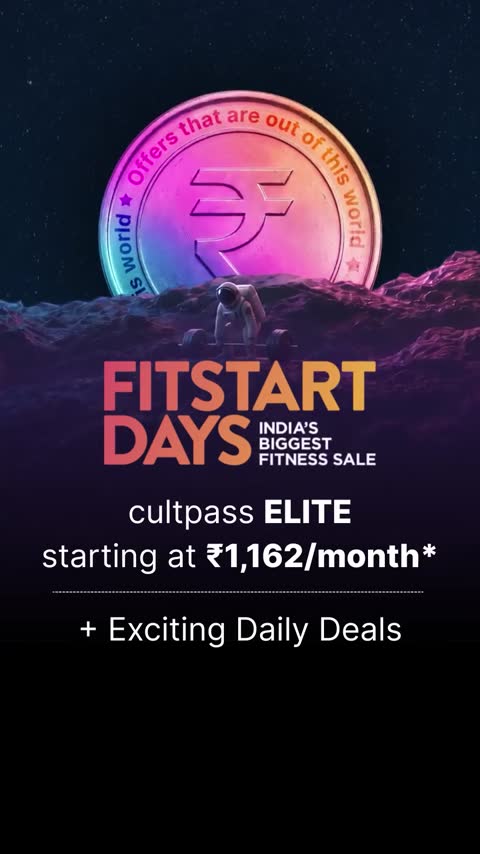 Offers that are out of this world ★
is world
₹
FITSTART
DAYS
INDIA'S
BIGGEST
FITNESS SALE
cultpass ELITE
starting at ₹1,162/month*
+ Exciting Daily Deals